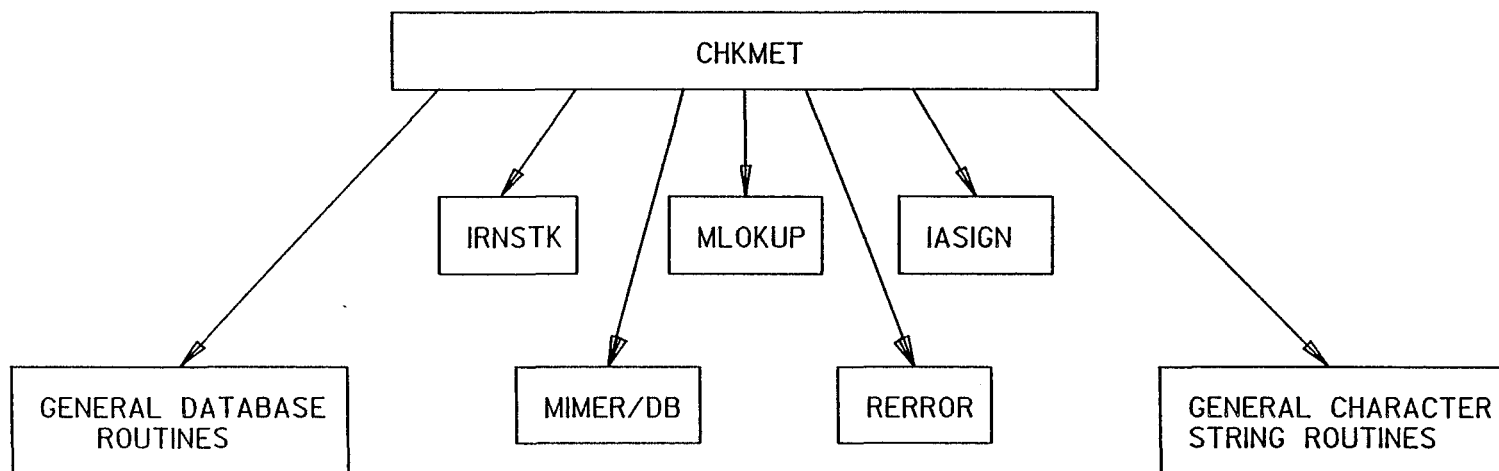 CHKMET
IRNSTK
MLOKUP
IASIGN
GENERAL DATABASE
ROUTINES
MIMER/DB
RERROR
GENERAL CHARACTER
STRING ROUTINES